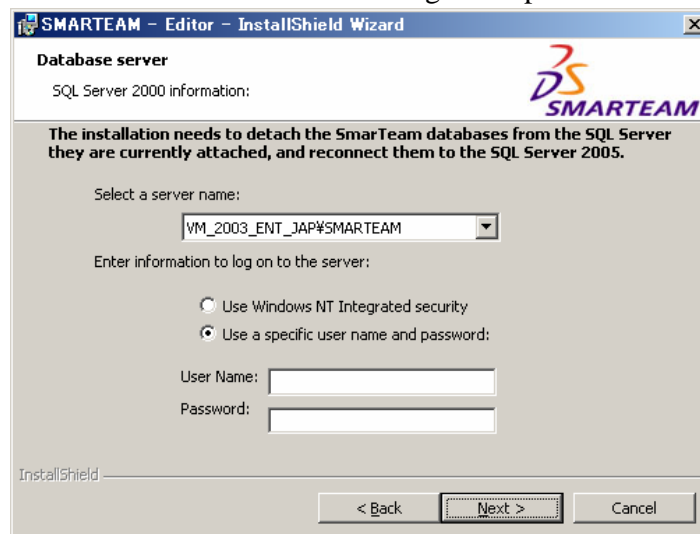 SMARTEAM - Editor - InstallShield Wizard
Database server
SQL Server 2000 information:
SMARTEAM
The installation needs to detach the SmarTeam databases from the SQL Server
they are currently attached, and reconnect them to the SQL Server 2005.
Select a server name:
VM_2003_ENT_JAP¥SMARTEAM
Enter information to log on to the server:
Use Windows NT Integrated security
Use a specific user name and password:
User Name:
Password:
InstallShield
< Back Next > Cancel